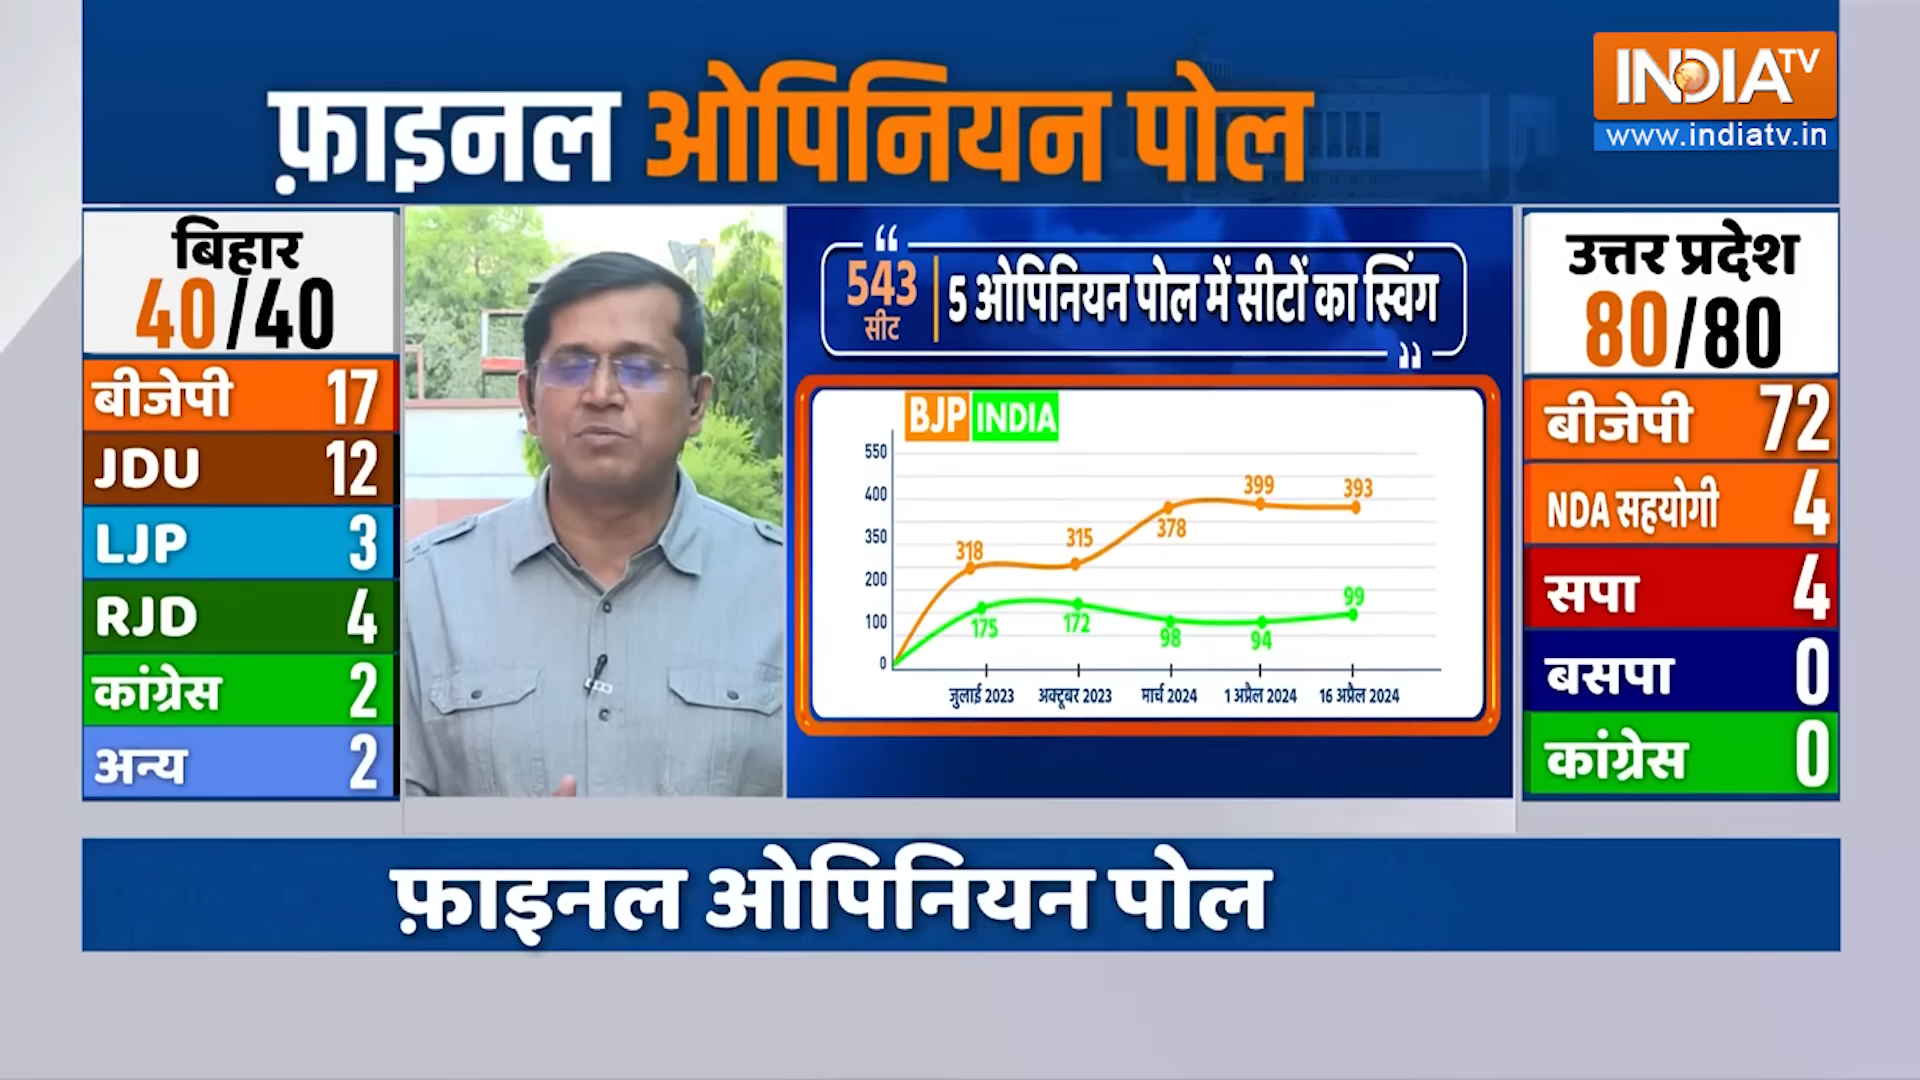 फ़ाइनल ओपिनियन पोल
INDIA TV
www.indiatv.in
बिहार
40/40
बीजेपी 17
JDU 12
LJP 3
RJD 4
कांग्रेस 2
अन्य 2
“
543 सीट
5 ओपिनियन पोल में सीटों का स्विंग
”
BJP INDIA
550
400
350
200
100
0
318 315 378 399 393
175 172 98 94 99
जुलाई 2023 अक्टूबर 2023 मार्च 2024 1 अप्रैल 2024 16 अप्रैल 2024
उत्तर प्रदेश
80/80
बीजेपी 72
NDA सहयोगी 4
सपा 4
बसपा 0
कांग्रेस 0
फ़ाइनल ओपिनियन पोल